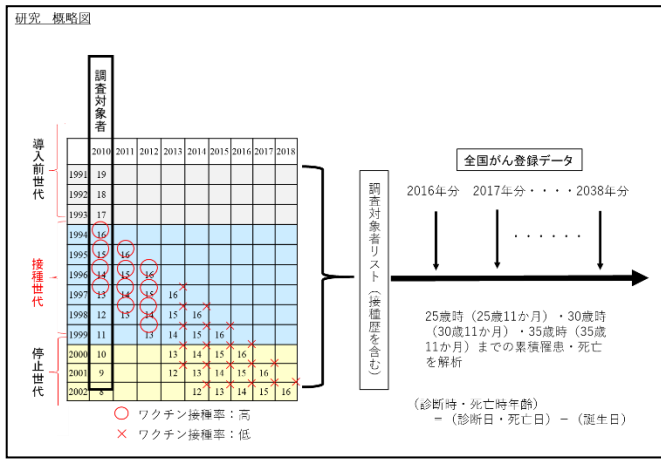 研究　概略図
調査対象者
導入前世代
接種世代
停止世代
2010 2011 2012 2013 2014 2015 2016 2017 2018
1991 19
1992 18
1993 17
1994 16
1995 15 16
1996 14 15 16
1997 13 14 15 16
1998 12 13 14 15 16
1999 11 13 14 15 16
2000 10 13 14 15 16
2001 9 12 13 14 15 16
2002 8 12 13 14 15 16
○ ワクチン接種率：高
× ワクチン接種率：低
調査対象者リスト（接種歴を含む）
全国がん登録データ
2016年分 2017年分・・・・2038年分
・・・・・・
25歳時（25歳11か月）・30歳時
（30歳11か月）・35歳時（35歳
11か月）までの累積罹患・死亡
を解析
（診断時・死亡時年齢）
＝（診断日・死亡日）－（誕生日）